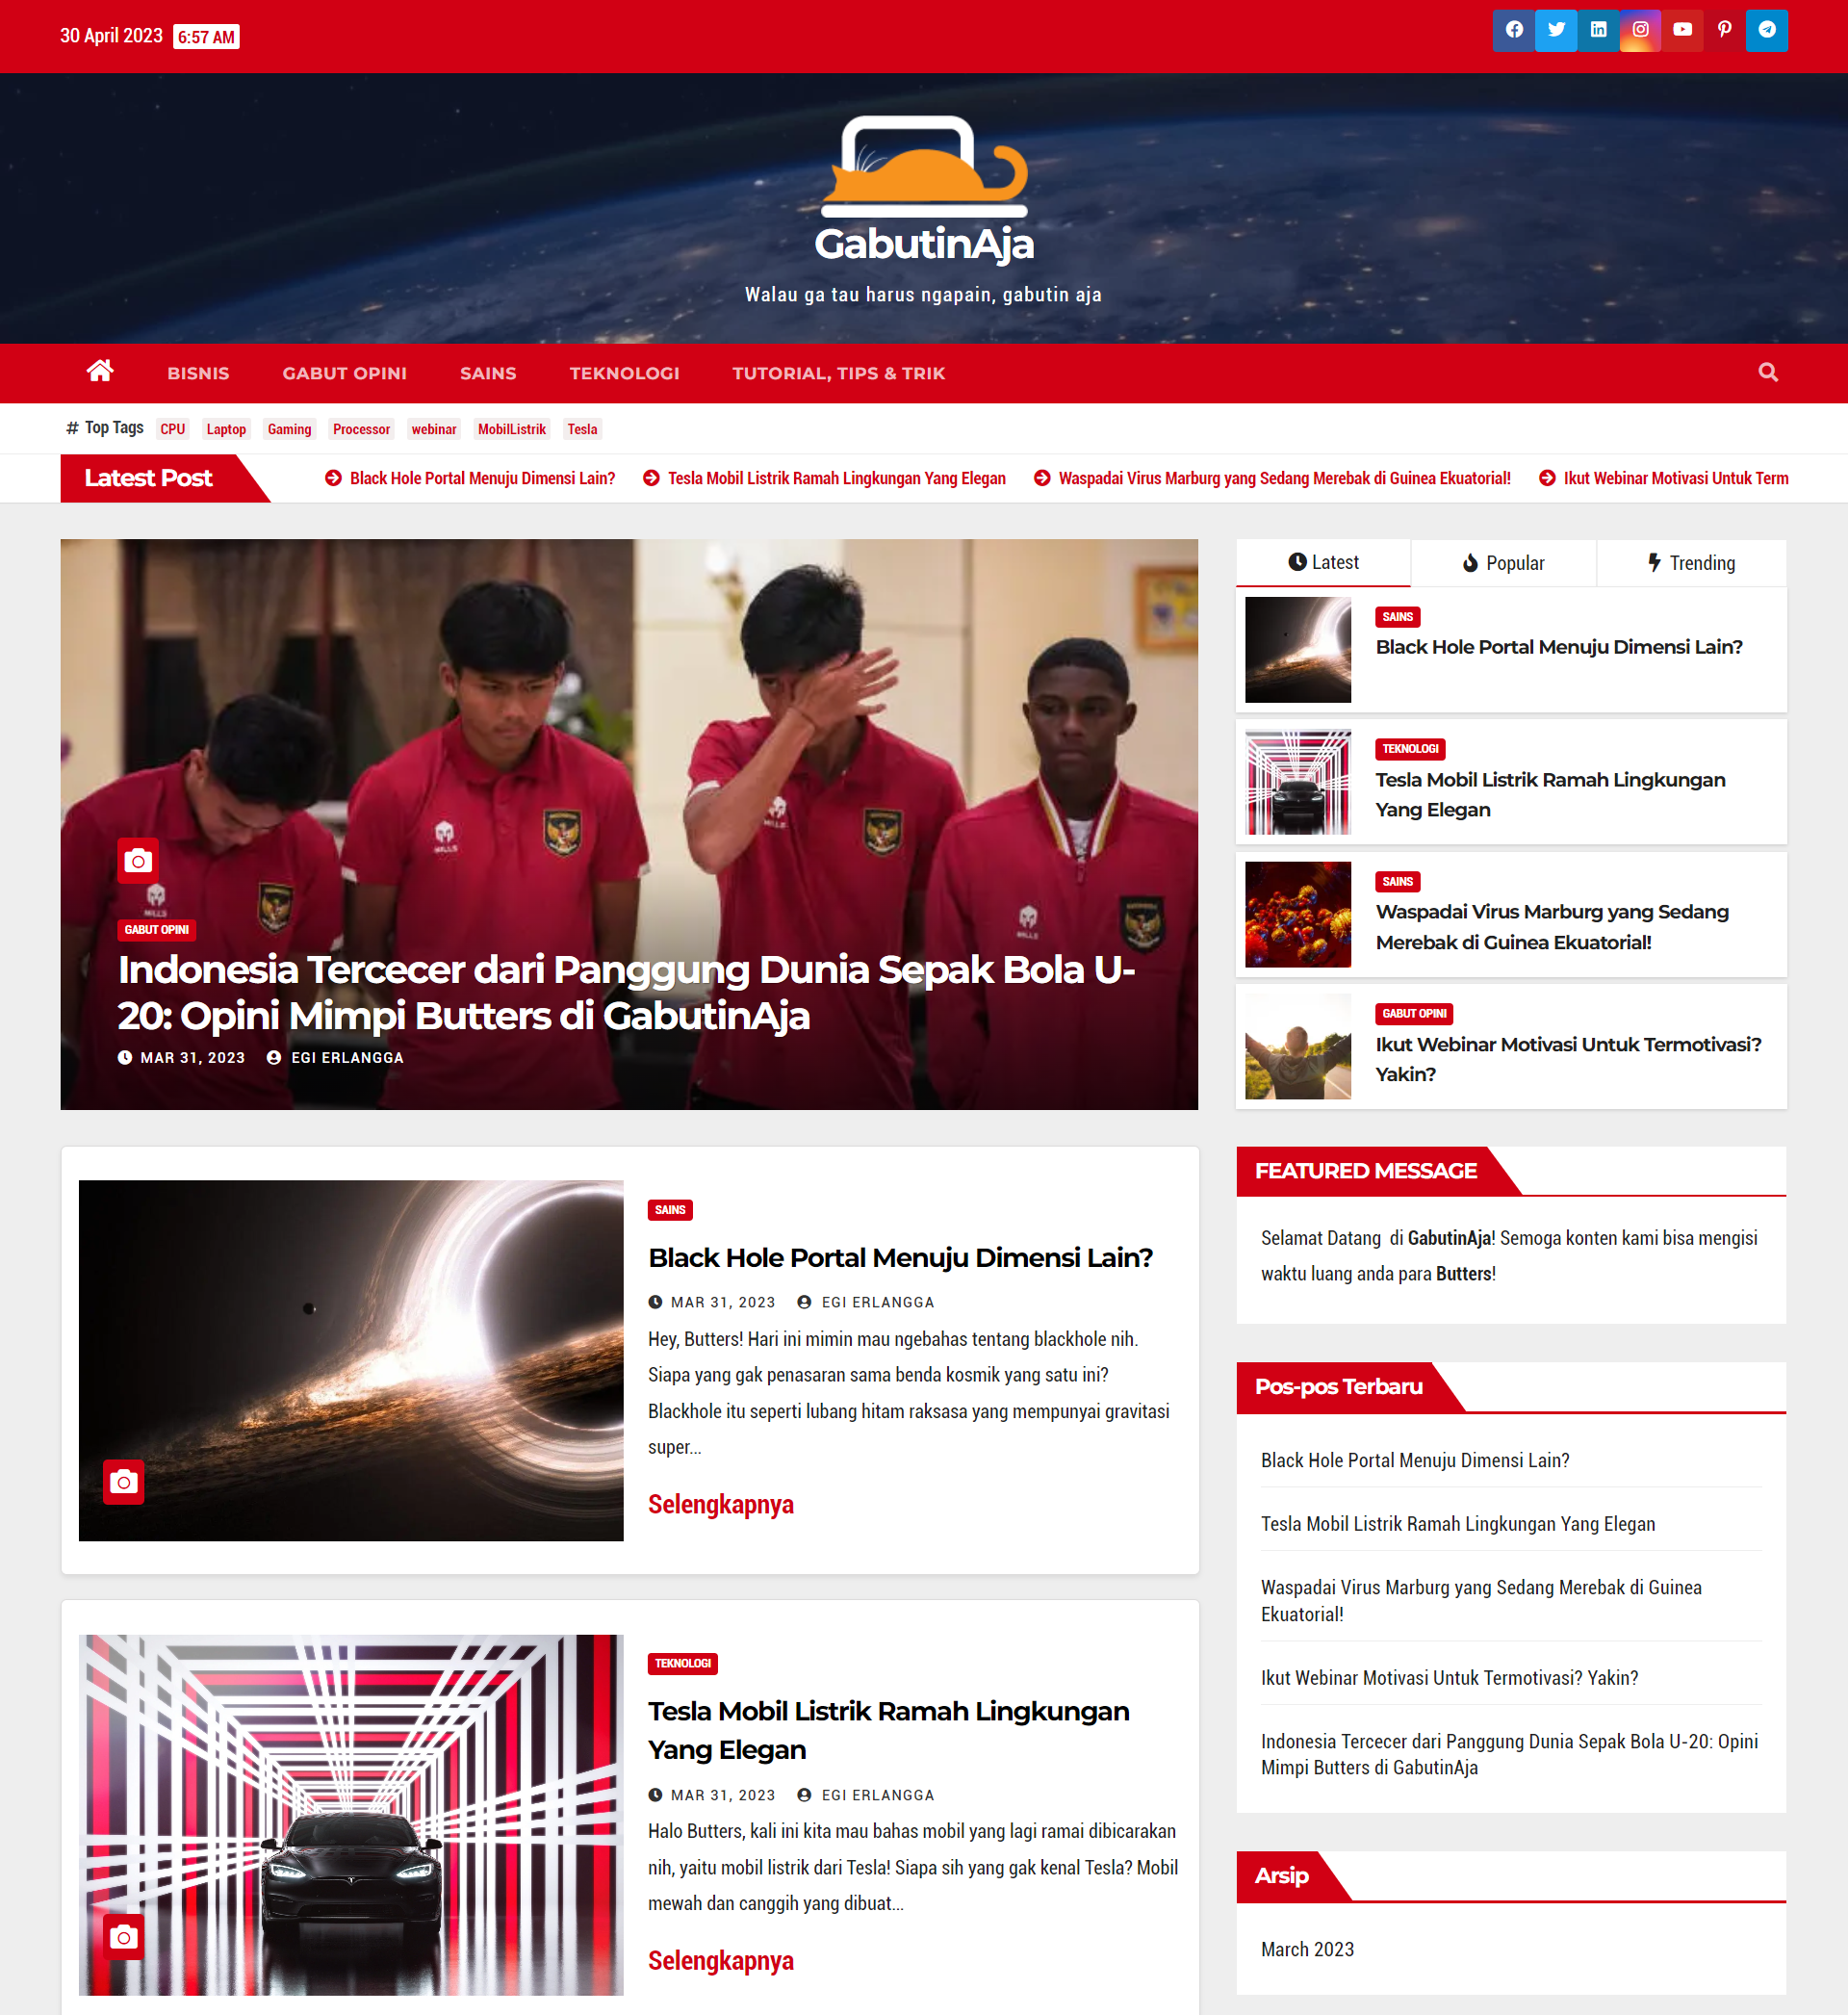 30 April 2023 6:57 AM
GabutinAja
Walau ga tau harus ngapain, gabutin aja
BISNIS GABUT OPINI SAINS TEKNOLOGI TUTORIAL, TIPS & TRIK
# Top Tags CPU Laptop Gaming Processor webinar MobilListrik Tesla
Latest Post Black Hole Portal Menuju Dimensi Lain? Tesla Mobil Listrik Ramah Lingkungan Yang Elegan Waspadai Virus Marburg yang Sedang Merebak di Guinea Ekuatorial! Ikut Webinar Motivasi Untuk Term
MILLS
MILLS
MILLS
MILLS
GABUT OPINI
Indonesia Tercecer dari Panggung Dunia Sepak Bola U-
20: Opini Mimpi Butters di GabutinAja
MAR 31, 2023 EGI ERLANGGA
Latest Popular Trending
SAINS
Black Hole Portal Menuju Dimensi Lain?
TEKNOLOGI
Tesla Mobil Listrik Ramah Lingkungan
Yang Elegan
SAINS
Waspadai Virus Marburg yang Sedang
Merebak di Guinea Ekuatorial!
GABUT OPINI
Ikut Webinar Motivasi Untuk Termotivasi?
Yakin?
SAINS
Black Hole Portal Menuju Dimensi Lain?
MAR 31, 2023 EGI ERLANGGA
Hey, Butters! Hari ini mimin mau ngebahas tentang blackhole nih.
Siapa yang gak penasaran sama benda kosmik yang satu ini?
Blackhole itu seperti lubang hitam raksasa yang mempunyai gravitasi
super...
Selengkapnya
TEKNOLOGI
Tesla Mobil Listrik Ramah Lingkungan
Yang Elegan
MAR 31, 2023 EGI ERLANGGA
Halo Butters, kali ini kita mau bahas mobil yang lagi ramai dibicarakan
nih, yaitu mobil listrik dari Tesla! Siapa sih yang gak kenal Tesla? Mobil
mewah dan canggih yang dibuat...
Selengkapnya
FEATURED MESSAGE
Selamat Datang di GabutinAja! Semoga konten kami bisa mengisi
waktu luang anda para Butters!
Pos-pos Terbaru
Black Hole Portal Menuju Dimensi Lain?
Tesla Mobil Listrik Ramah Lingkungan Yang Elegan
Waspadai Virus Marburg yang Sedang Merebak di Guinea
Ekuatorial!
Ikut Webinar Motivasi Untuk Termotivasi? Yakin?
Indonesia Tercecer dari Panggung Dunia Sepak Bola U-20: Opini
Mimpi Butters di GabutinAja
Arsip
March 2023